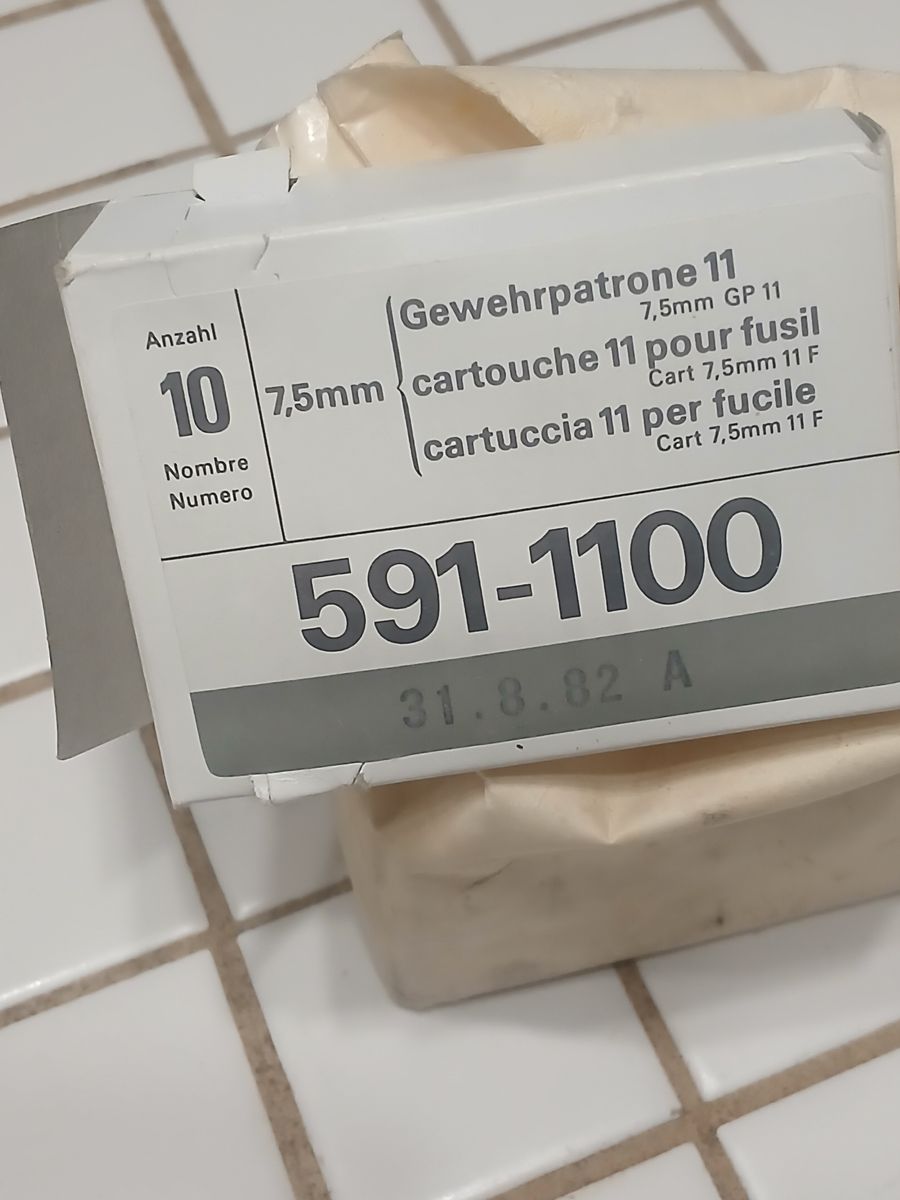 Anzahl
10
Nombre
Numero
7,5mm
Gewehrpatrone 11
7,5mm GP 11
cartouche 11 pour fusil
Cart 7,5mm 11 F
cartuccia 11 per fucile
Cart 7,5mm 11 F
591-1100
31.8.82 A